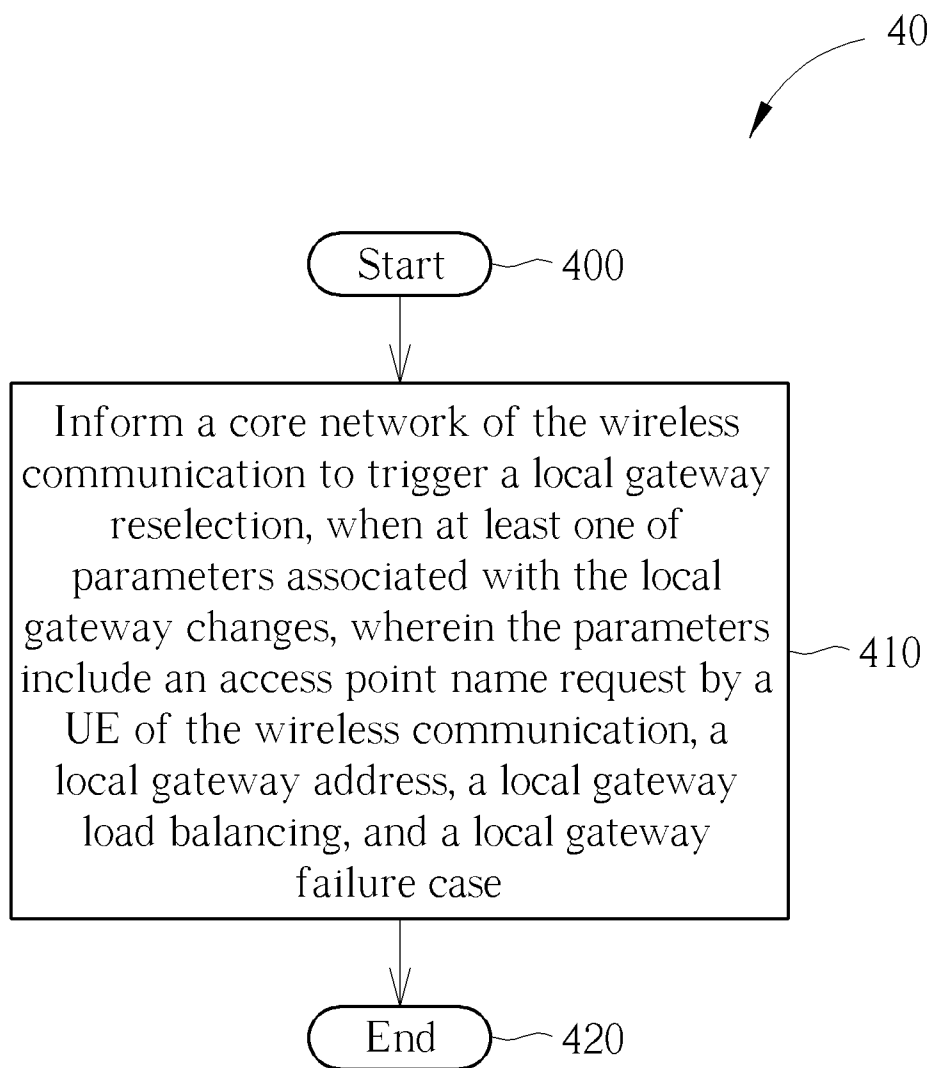 40
Start
400
Inform a core network of the wireless
communication to trigger a local gateway
reselection, when at least one of
parameters associated with the local
gateway changes, wherein the parameters
include an access point name request by a
UE of the wireless communication, a
local gateway address, a local gateway
load balancing, and a local gateway
failure case
410
End
420